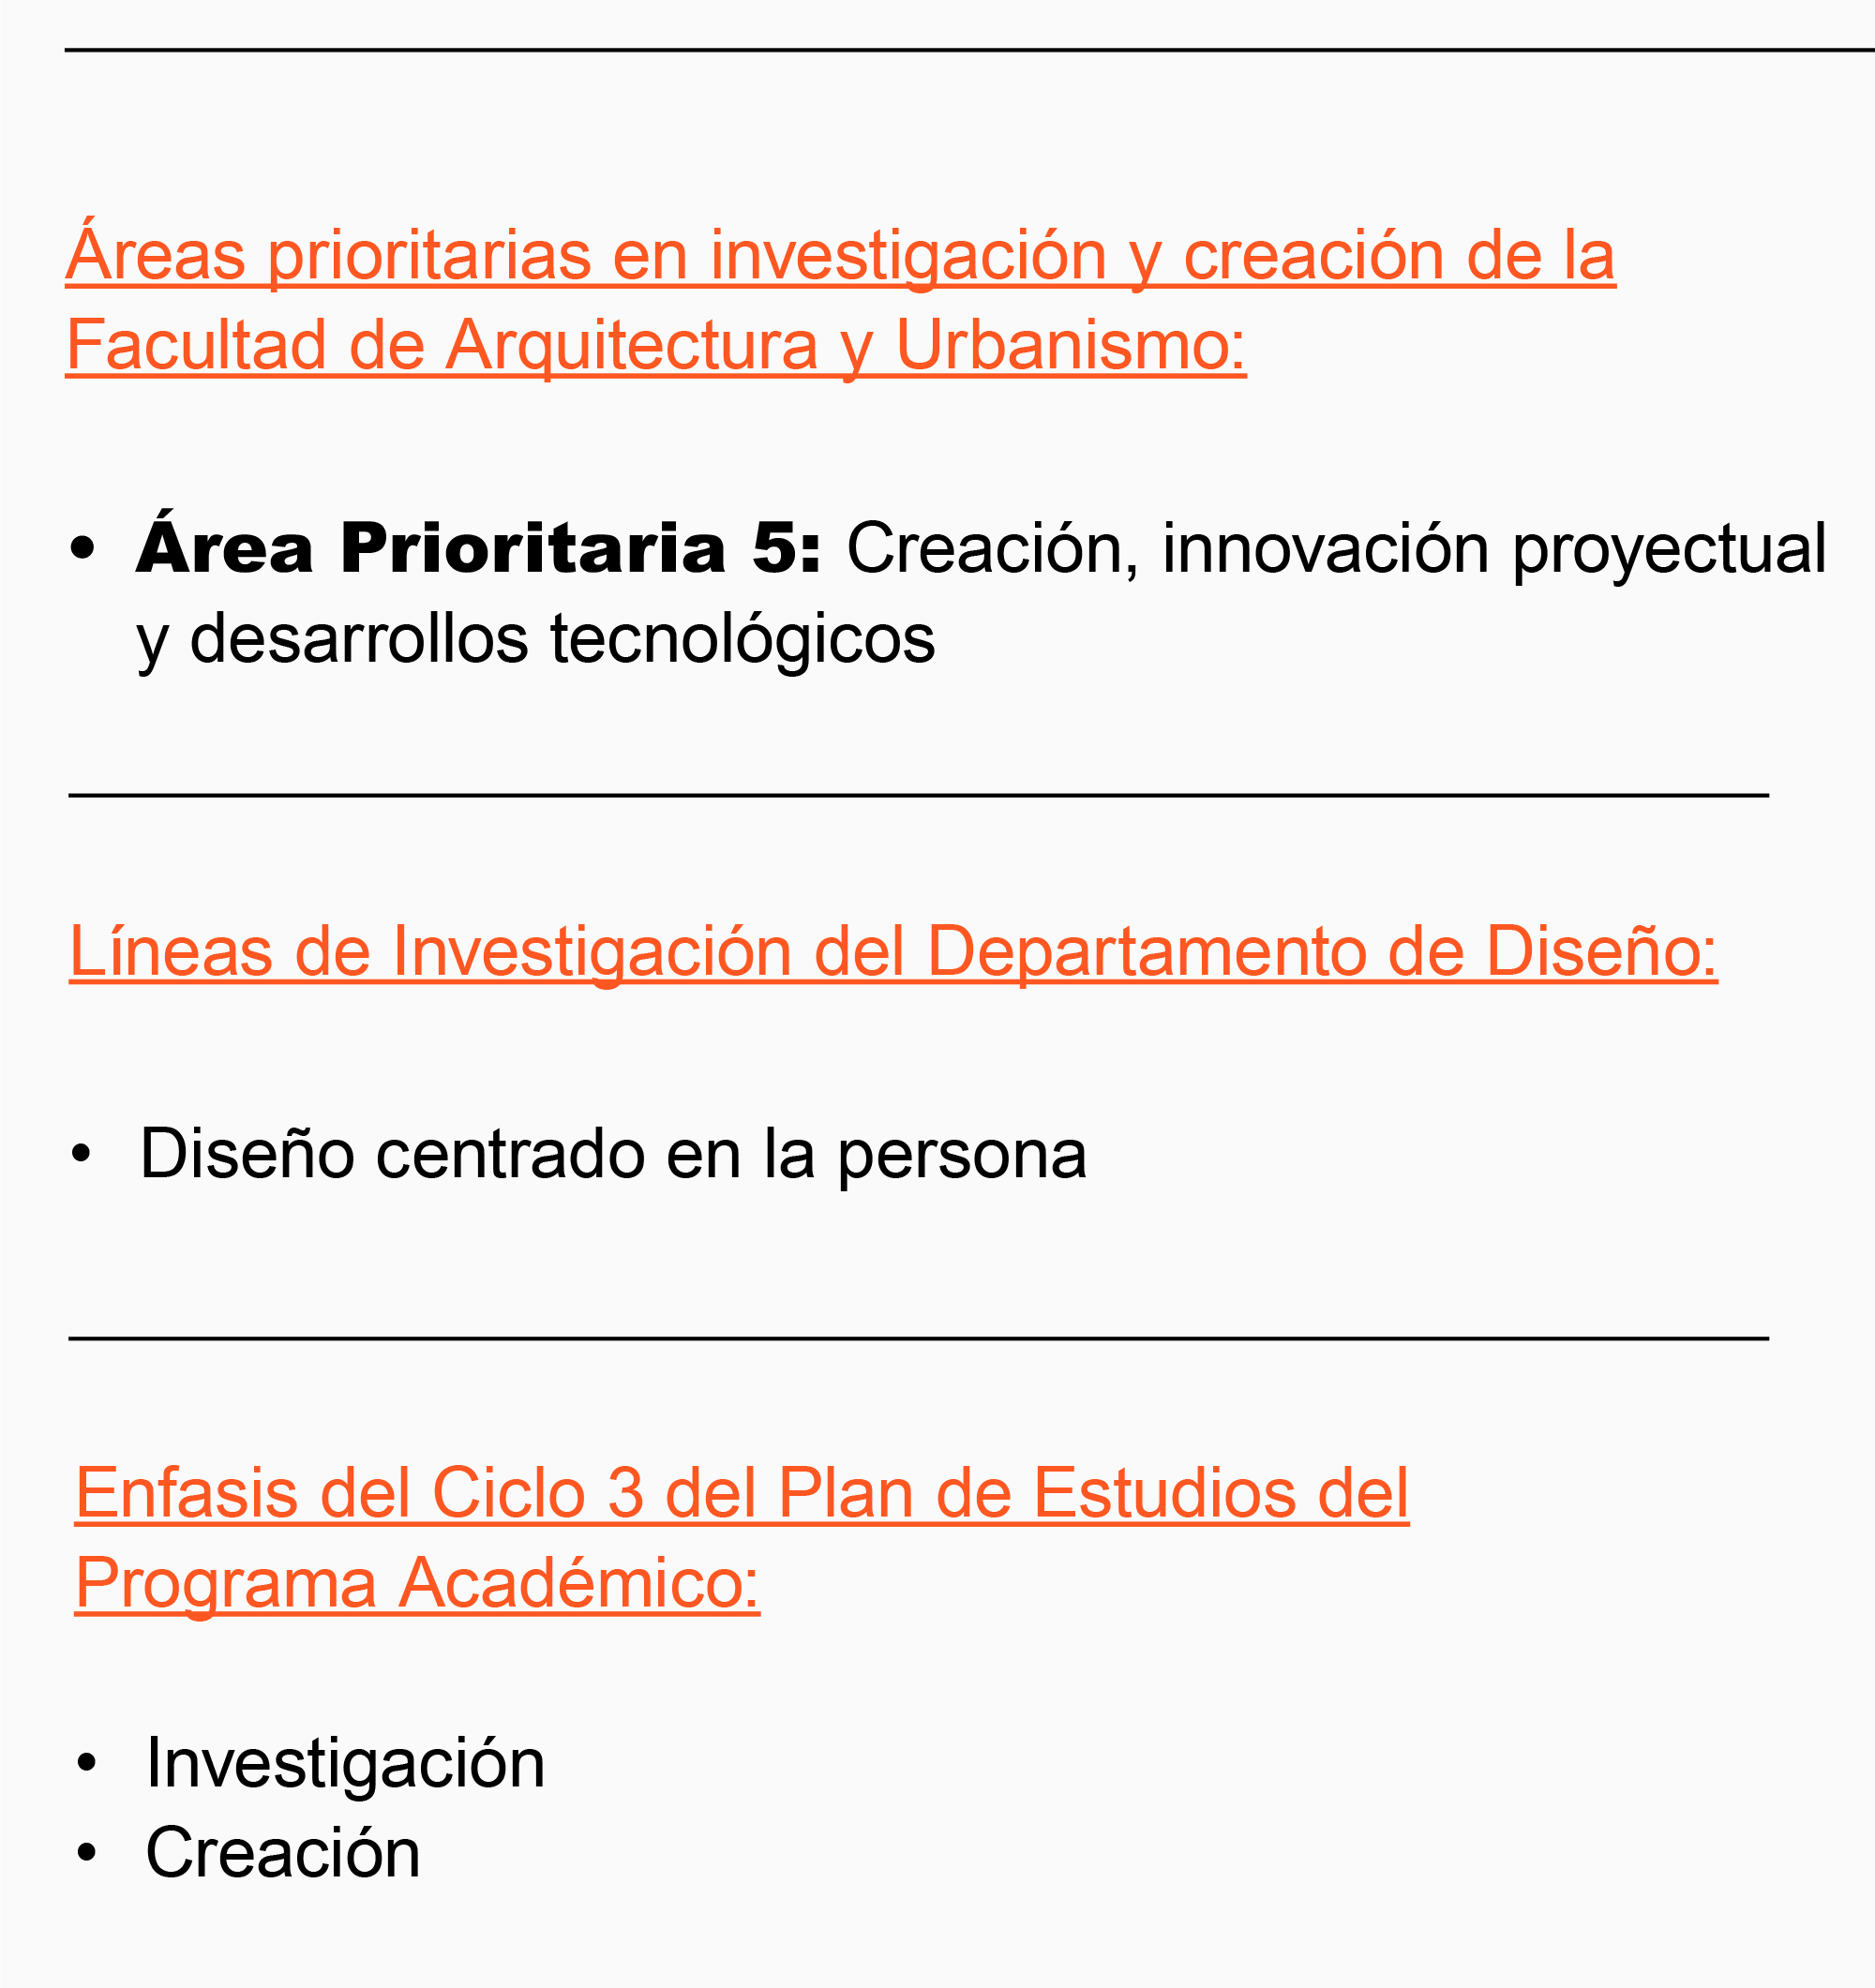 Áreas prioritarias en investigación y creación de la
Facultad de Arquitectura y Urbanismo:
• Área Prioritaria 5: Creación, innovación proyectual
y desarrollos tecnológicos
Líneas de Investigación del Departamento de Diseño:
• Diseño centrado en la persona
Enfasis del Ciclo 3 del Plan de Estudios del
Programa Académico:
• Investigación
• Creación